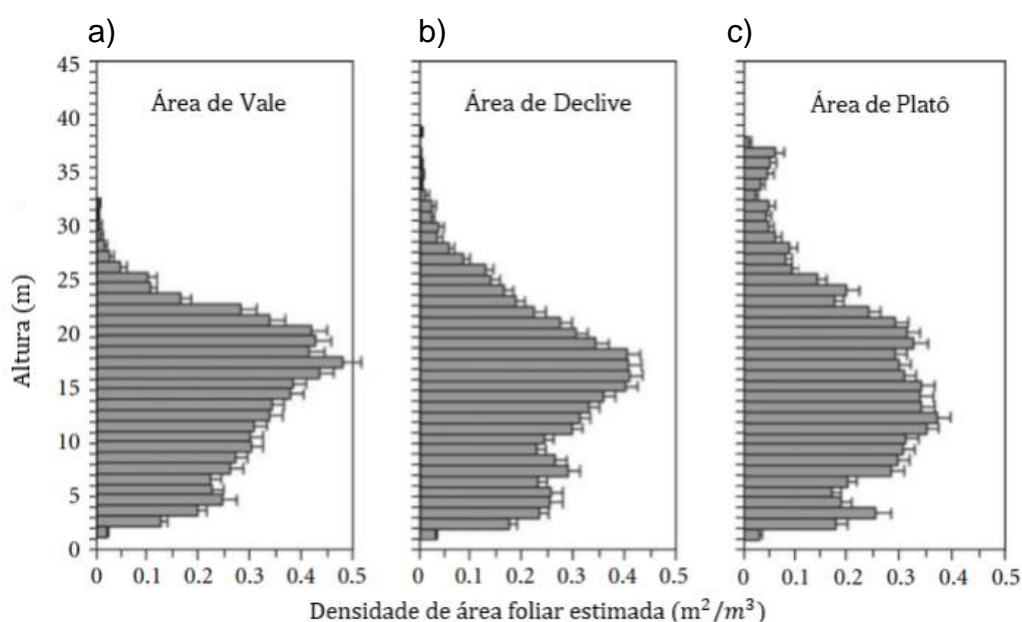 a) b) c)
Área de Vale Área de Declive Área de Platô
45
40
35
30
25
20
15
10
5
0
Altura (m)
0 0.1 0.2 0.3 0.4 0.5 0 0.1 0.2 0.3 0.4 0.5 0 0.1 0.2 0.3 0.4 0.5
Densidade de área foliar estimada (m²/m³)